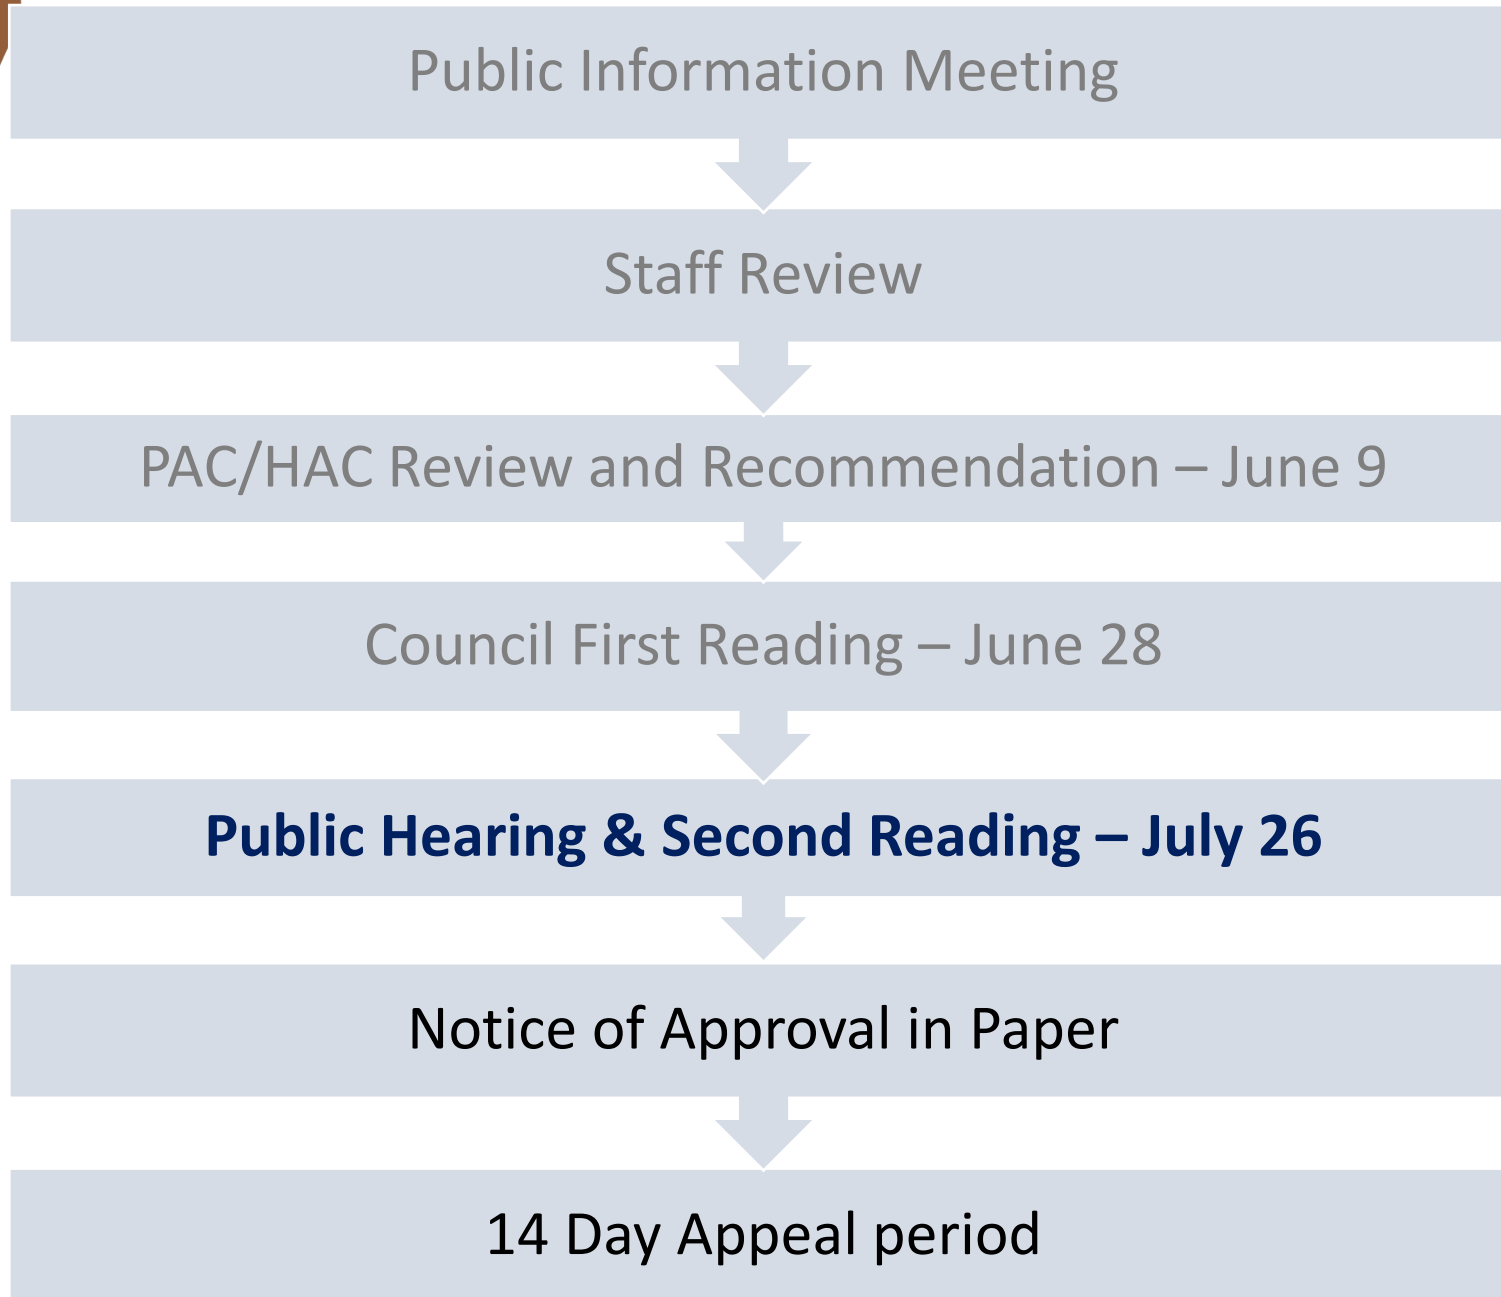 Public Information Meeting
Staff Review
PAC/HAC Review and Recommendation – June 9
Council First Reading – June 28
Public Hearing & Second Reading – July 26
Notice of Approval in Paper
14 Day Appeal period